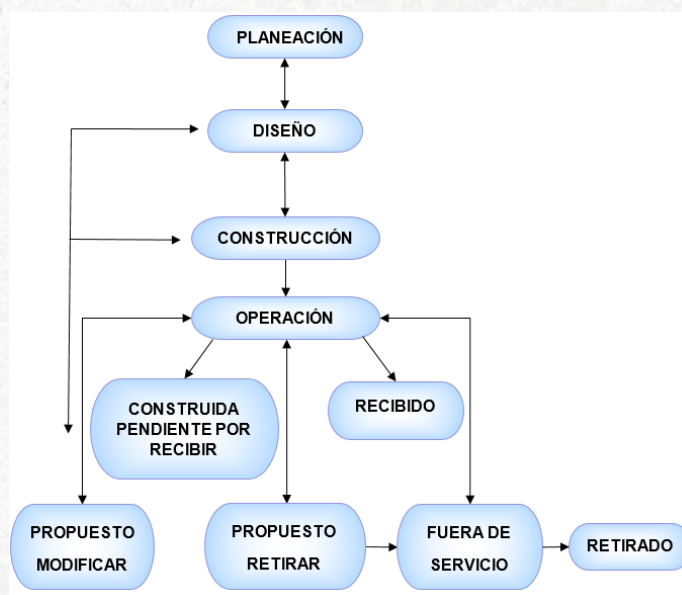 PLANEACIÓN
DISEÑO
CONSTRUCCIÓN
OPERACIÓN
CONSTRUIDA
PENDIENTE POR
RECIBIR
RECIBIDO
PROPUESTO
MODIFICAR
PROPUESTO
RETIRAR
FUERA DE
SERVICIO
RETIRADO